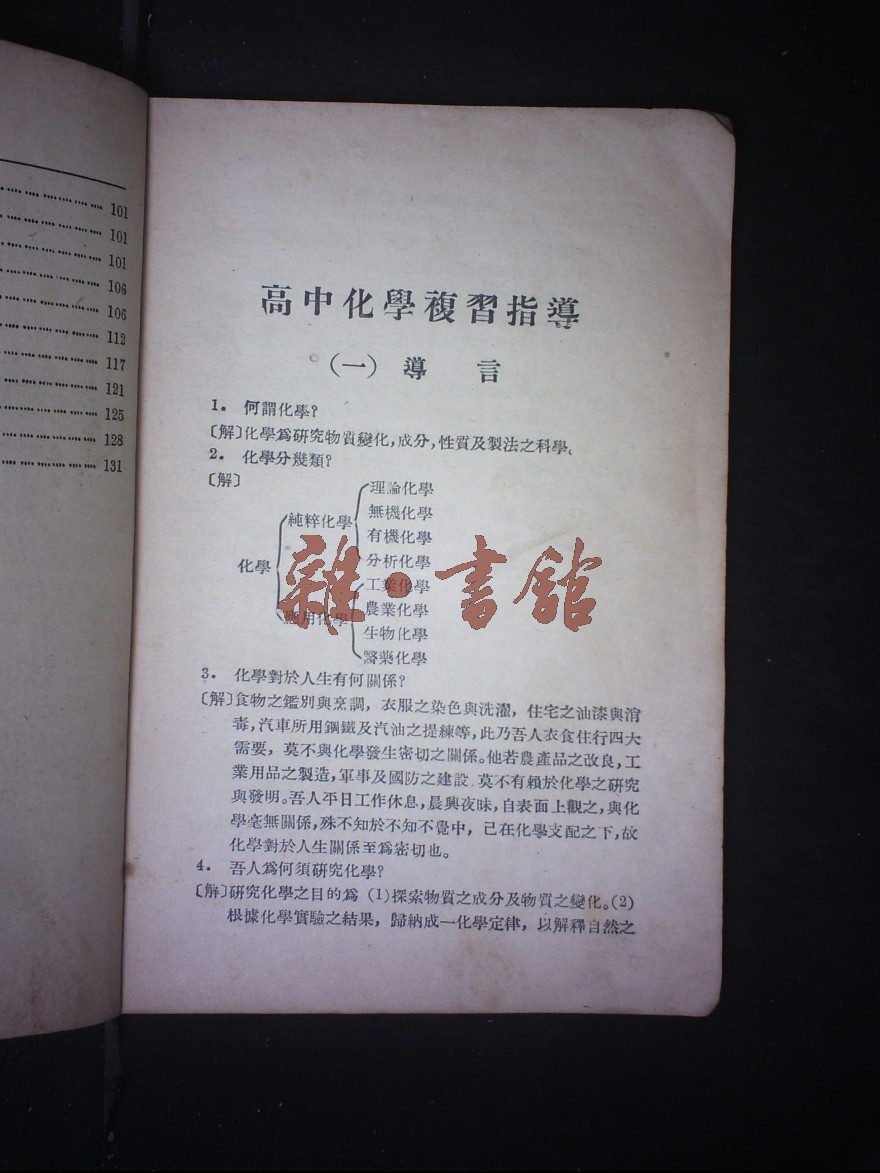 101
101
101
106
106
112
117
121
125
128
131
高中化學複習指導
（一） 導 言
1. 何謂化學?
〔解〕化學爲研究物質變化,成分,性質及製法之科學。
2. 化學分幾類?
〔解〕
化學
純粹化學
理論化學
無機化學
有機化學
分析化學
應用化學
工業化學
農業化學
生物化學
醫藥化學
雜·書館
3. 化學對於人生有何關係?
〔解〕食物之鑑別與烹調, 衣服之染色與洗濯, 住宅之油漆與消
毒,汽車所用鋼鐵及汽油之提練等,此乃吾人衣食住行四大
需要, 莫不與化學發生密切之關係。他若農產品之改良,工
業用品之製造,軍事及國防之建設,莫不有賴於化學之研究
與發明。吾人平日工作休息,晨興夜昧,自表面上觀之,與化
學毫無關係,殊不知於不知不覺中, 已在化學支配之下,故
化學對於人生關係至爲密切也。
4. 吾人爲何須研究化學?
〔解〕研究化學之目的爲 (1)探索物質之成分及物質之變化。(2)
根據化學實驗之結果, 歸納成一化學定律, 以解釋自然之